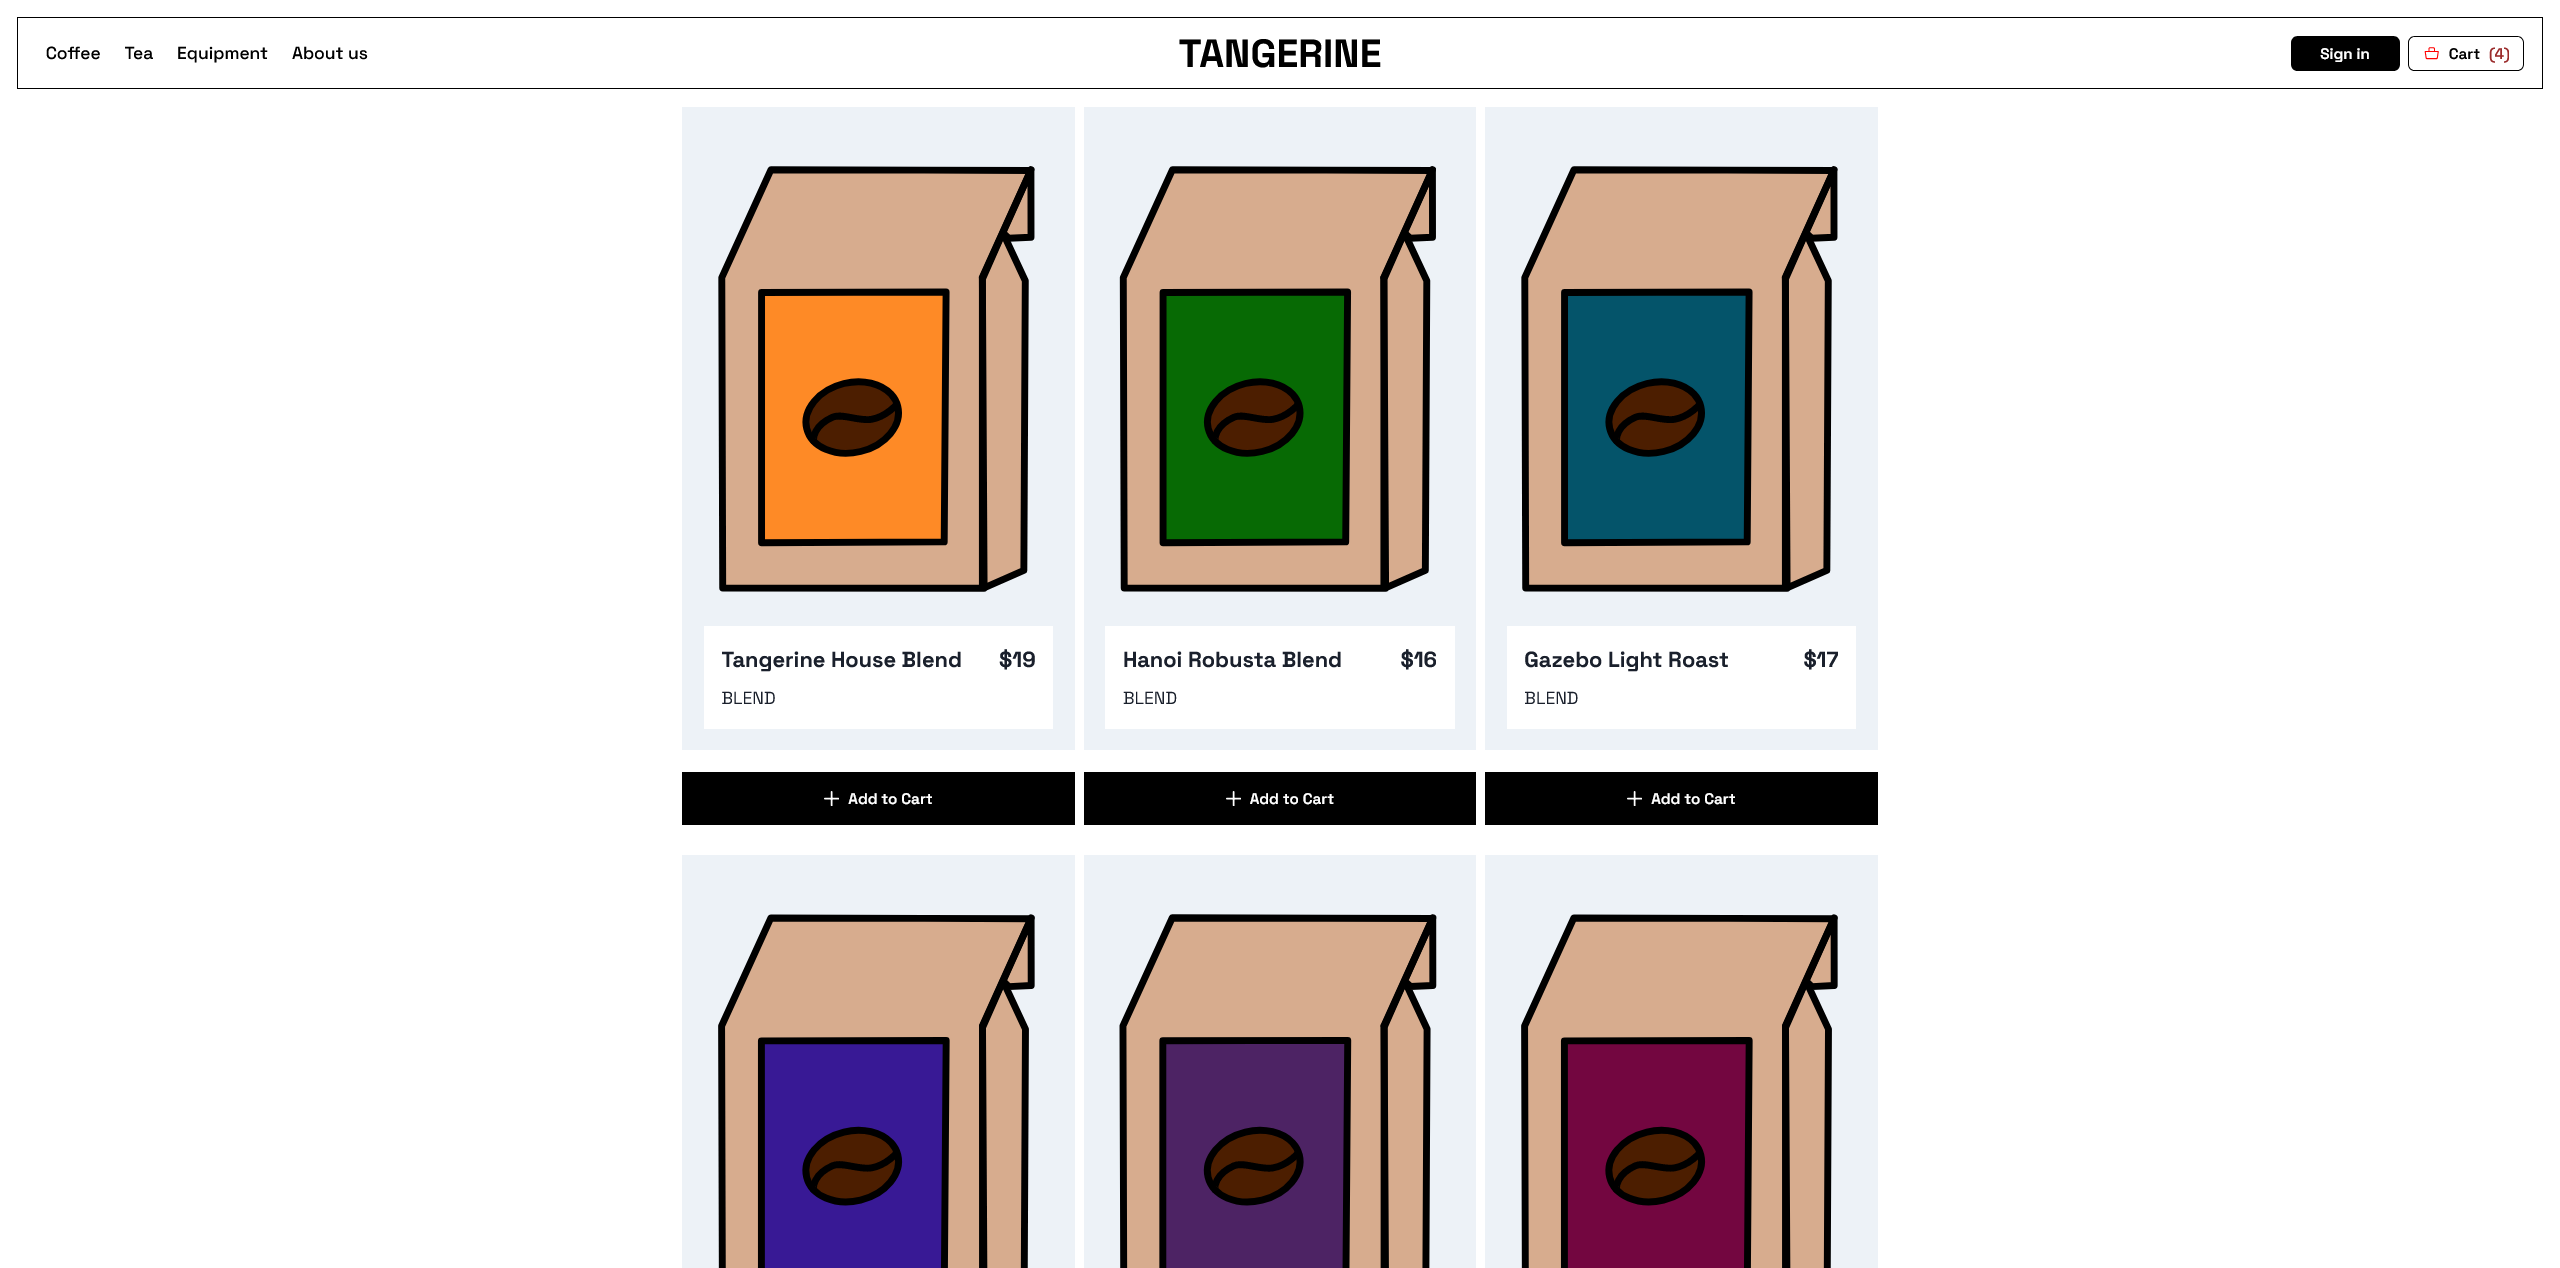 Coffee Tea Equipment About us TANGERINE Sign in Cart (4)
Tangerine House Blend $19
BLEND
Hanoi Robusta Blend $16
BLEND
Gazebo Light Roast $17
BLEND
Add to Cart
Add to Cart
Add to Cart